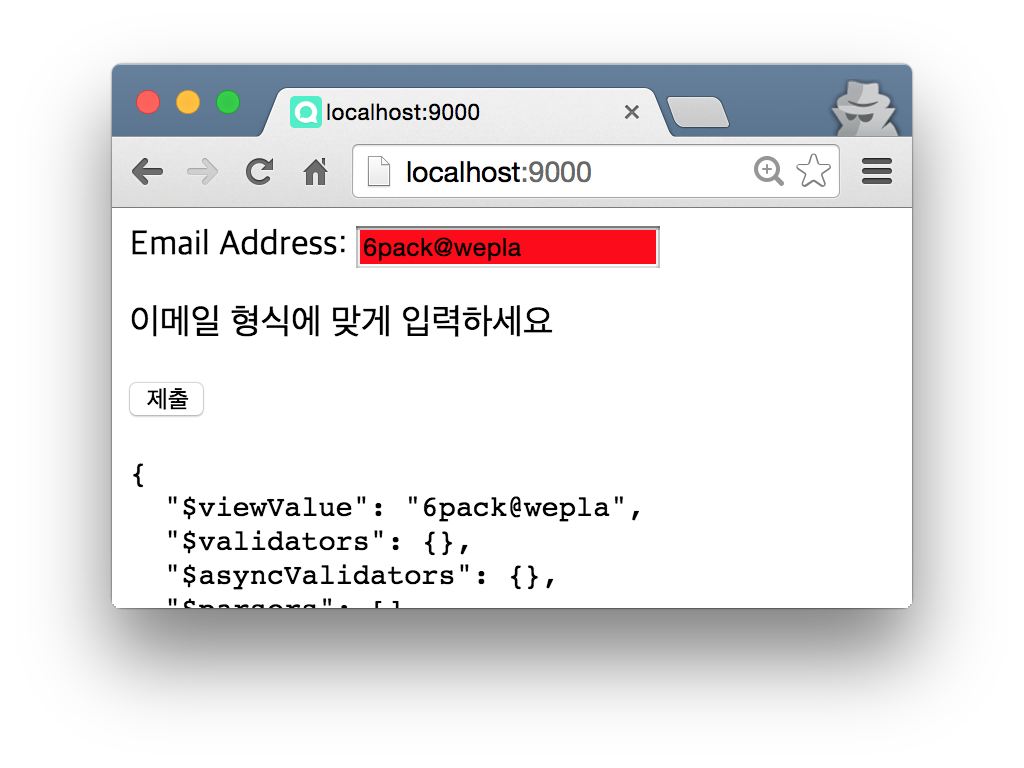 localhost:9000
localhost:9000
Email Address: 6pack@wepla
이메일 형식에 맞게 입력하세요
제출
{
  "$viewValue": "6pack@wepla",
  "$validators": {},
  "$asyncValidators": {},
  "$parsers": [],